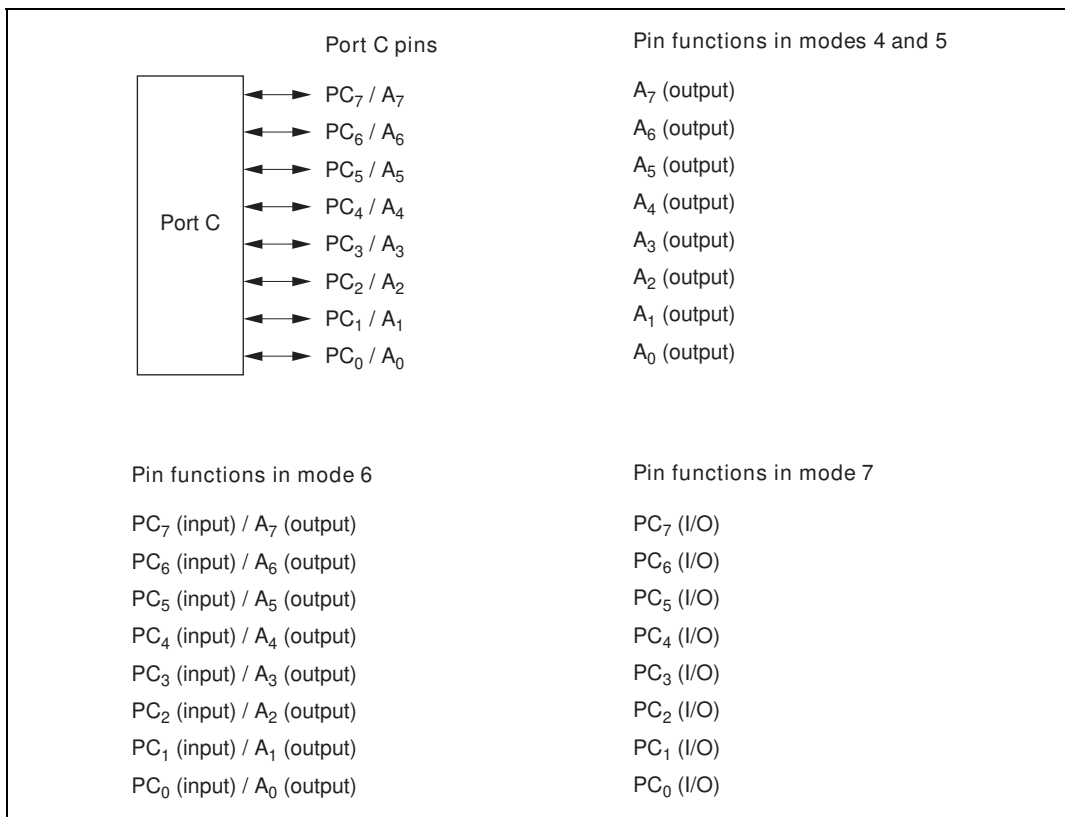 Port C pins
Port C
PC₇ / A₇
PC₆ / A₆
PC₅ / A₅
PC₄ / A₄
PC₃ / A₃
PC₂ / A₂
PC₁ / A₁
PC₀ / A₀
Pin functions in modes 4 and 5
A₇ (output)
A₆ (output)
A₅ (output)
A₄ (output)
A₃ (output)
A₂ (output)
A₁ (output)
A₀ (output)
Pin functions in mode 6
PC₇ (input) / A₇ (output)
PC₆ (input) / A₆ (output)
PC₅ (input) / A₅ (output)
PC₄ (input) / A₄ (output)
PC₃ (input) / A₃ (output)
PC₂ (input) / A₂ (output)
PC₁ (input) / A₁ (output)
PC₀ (input) / A₀ (output)
Pin functions in mode 7
PC₇ (I/O)
PC₆ (I/O)
PC₅ (I/O)
PC₄ (I/O)
PC₃ (I/O)
PC₂ (I/O)
PC₁ (I/O)
PC₀ (I/O)